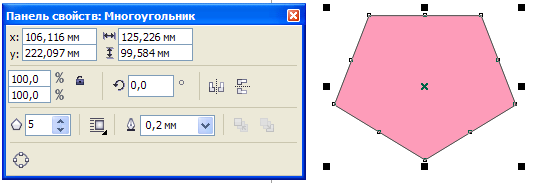 Панель свойств: Многоугольник
x: 106,116 мм 125,226 мм
y: 222,097 мм 99,584 мм
100,0 %
100,0 %
0,0 °
5 0,2 мм